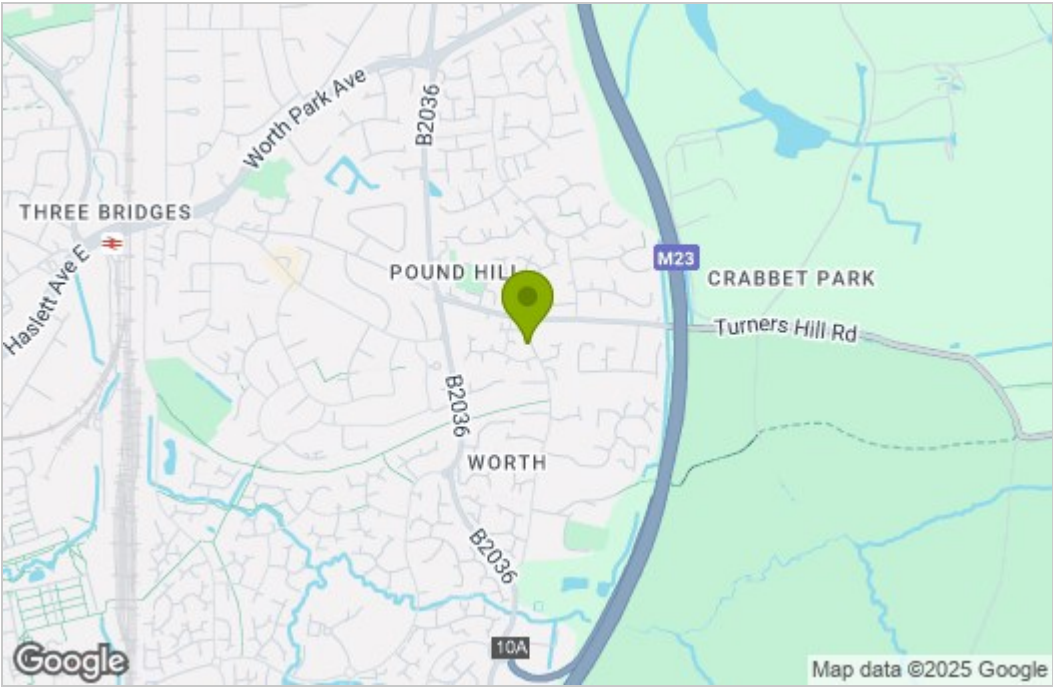 B2036
Worth Park Ave
THREE BRIDGES
Haslett Ave E
M23
POUND HILL
CRABBET PARK
Turners Hill Rd
B2036
WORTH
B2036
10A
Google
Map data ©2025 Google